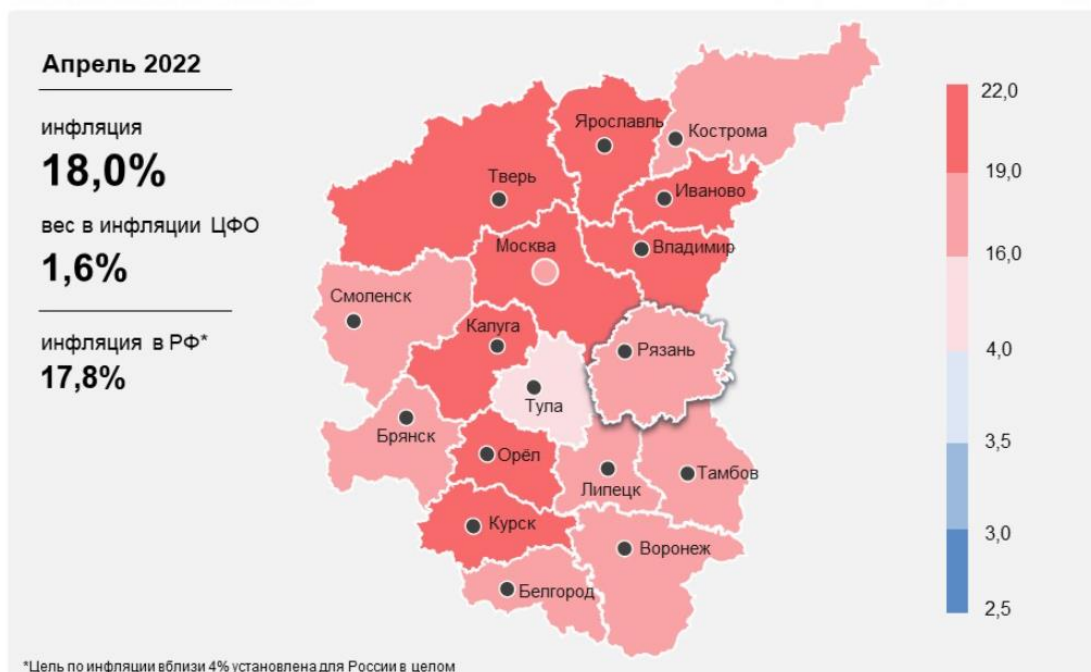 Апрель 2022
инфляция
18,0%
вес в инфляции ЦФО
1,6%
инфляция в РФ*
17,8%
Ярославль
Кострома
Тверь
Иваново
Москва
Владимир
Смоленск
Калуга
Рязань
Тула
Брянск
Орёл
Липецк
Тамбов
Курск
Воронеж
Белгород
22,0
19,0
16,0
4,0
3,5
3,0
2,5
*Цель по инфляции вблизи 4% установлена для России в целом